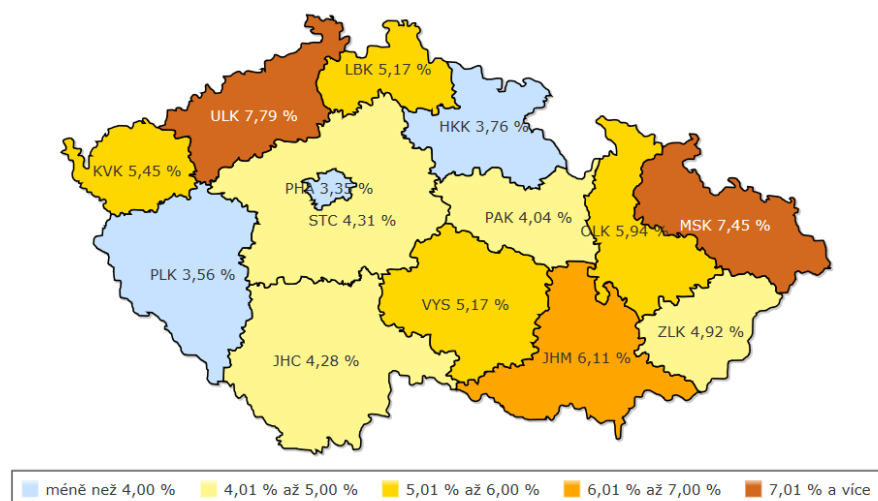 LBK 5,17 %
ULK 7,79 %
HKK 3,76 %
KVK 5,45 %
PHA 3,35 %
STC 4,31 %
PAK 4,04 %
OLK 5,94 %
MSK 7,45 %
PLK 3,56 %
VYS 5,17 %
ZLK 4,92 %
JHC 4,28 %
JHM 6,11 %
méně než 4,00 %
4,01 % až 5,00 %
5,01 % až 6,00 %
6,01 % až 7,00 %
7,01 % a více